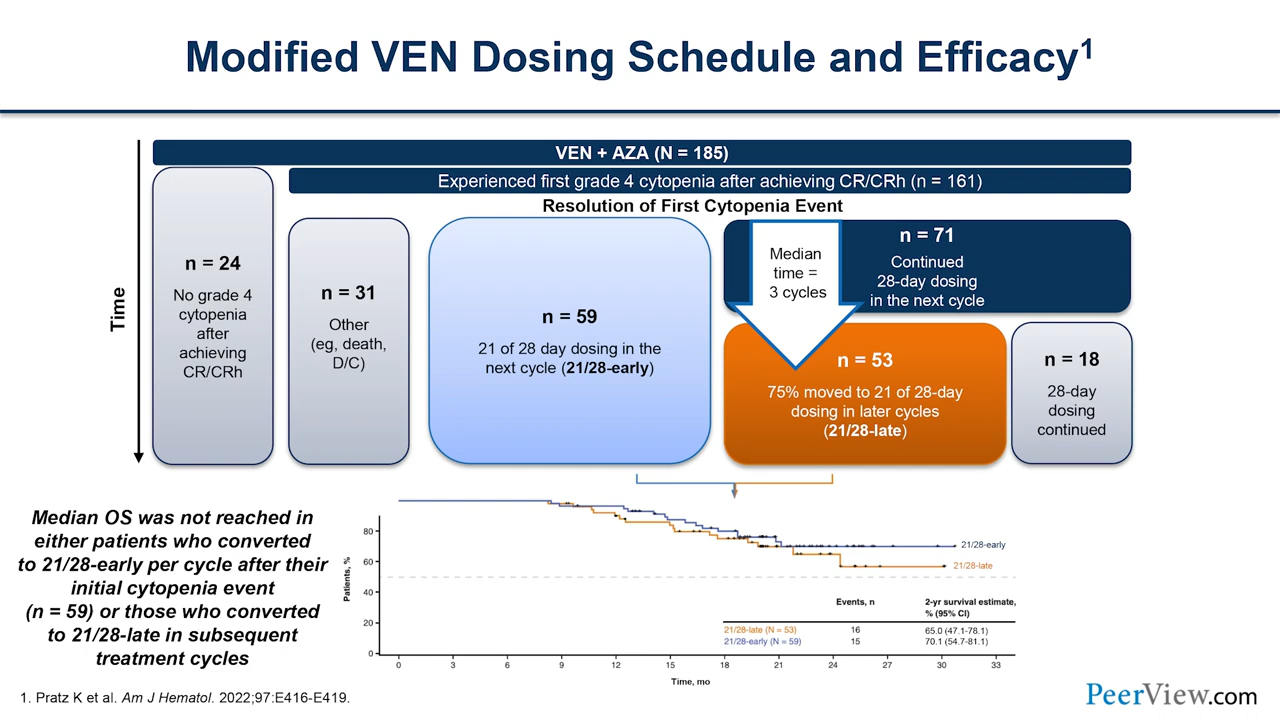 Modified VEN Dosing Schedule and Efficacy1
VEN + AZA (N = 185)
Experienced first grade 4 cytopenia after achieving CR/CRh (n = 161)
Resolution of First Cytopenia Event
Time
n = 24
No grade 4
cytopenia
after
achieving
CR/CRh
n = 31
Other
(eg, death,
D/C)
n = 59
21 of 28 day dosing in the
next cycle (21/28-early)
Median
time =
3 cycles
n = 71
Continued
28-day dosing
in the next cycle
n = 53
75% moved to 21 of 28-day
dosing in later cycles
(21/28-late)
n = 18
28-day
dosing
continued
Median OS was not reached in
either patients who converted
to 21/28-early per cycle after their
initial cytopenia event
(n = 59) or those who converted
to 21/28-late in subsequent
treatment cycles
Patients, %
80
60
40
20
0
21/28-early
21/28-late
Events, n 2-yr survival estimate,
% (95% CI)
21/28-late (N = 53) 16 65.0 (47.1-78.1)
21/28-early (N = 59) 15 70.1 (54.7-81.1)
0 3 6 9 12 15 18 21 24 27 30 33
Time, mo
1. Pratz K et al. Am J Hematol. 2022;97:E416-E419.
PeerView.com